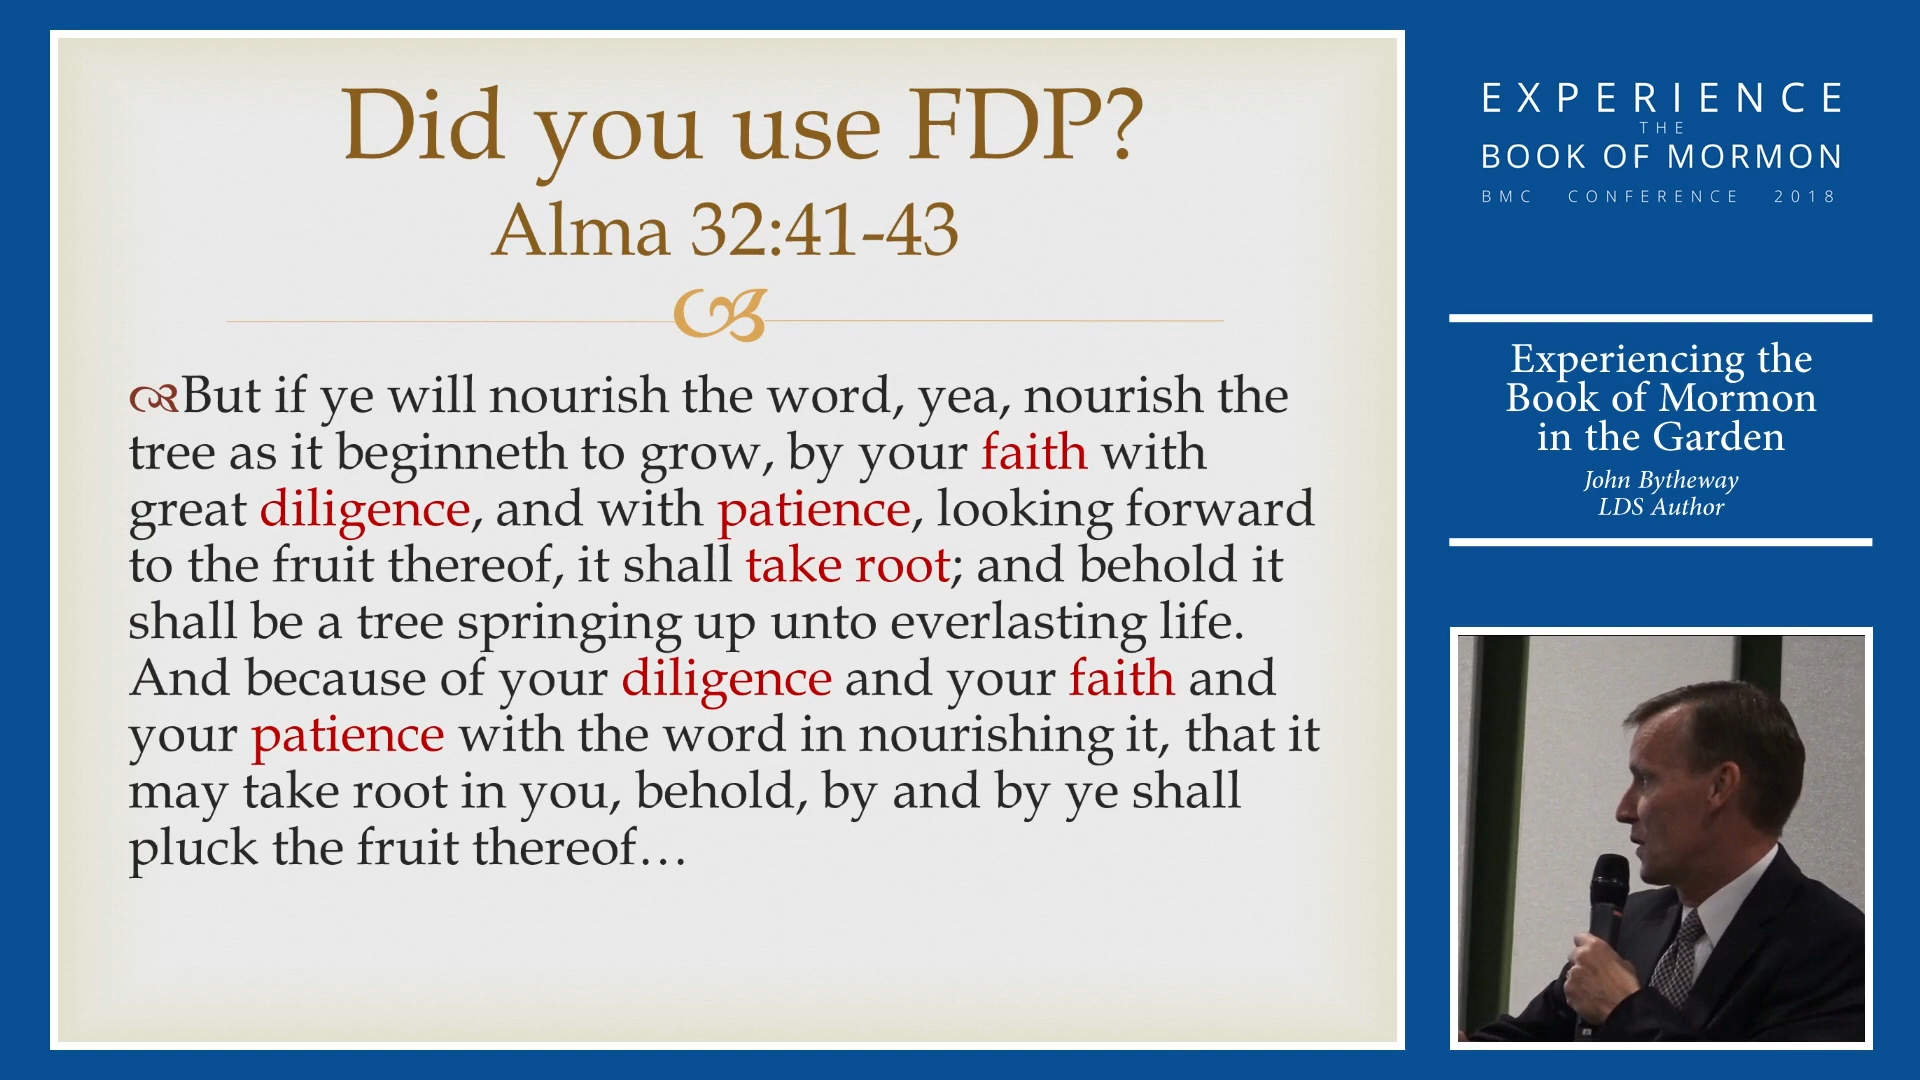 Did you use FDP?
Alma 32:41-43
But if ye will nourish the word, yea, nourish the
tree as it beginneth to grow, by your faith with
great diligence, and with patience, looking forward
to the fruit thereof, it shall take root; and behold it
shall be a tree springing up unto everlasting life.
And because of your diligence and your faith and
your patience with the word in nourishing it, that it
may take root in you, behold, by and by ye shall
pluck the fruit thereof…
EXPERIENCE
THE
BOOK OF MORMON
BMC CONFERENCE 2018
Experiencing the
Book of Mormon
in the Garden
John Bytheway
LDS Author